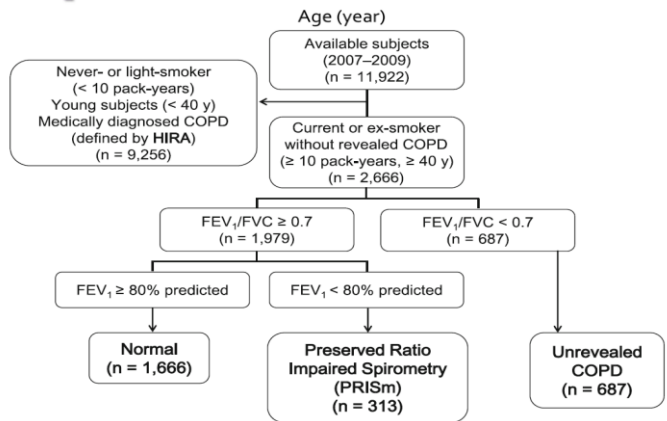 Age (year)
Available subjects
(2007–2009)
(n = 11,922)
Never- or light-smoker
(< 10 pack-years)
Young subjects (< 40 y)
Medically diagnosed COPD
(defined by HIRA)
(n = 9,256)
Current or ex-smoker
without revealed COPD
(≥ 10 pack-years, ≥ 40 y)
(n = 2,666)
FEV₁/FVC ≥ 0.7
(n = 1,979)
FEV₁/FVC < 0.7
(n = 687)
FEV₁ ≥ 80% predicted
FEV₁ < 80% predicted
Normal
(n = 1,666)
Preserved Ratio
Impaired Spirometry
(PRISm)
n = 313)
Unrevealed
COPD
n = 687)